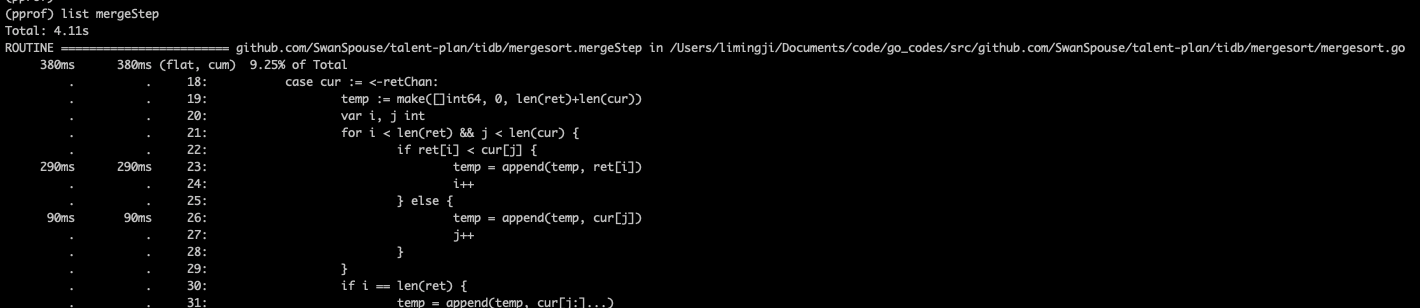 (pprof) list mergeStep
Total: 4.11s
ROUTINE ======================== github.com/SwanSpouse/talent-plan/tidb/mergesort.mergeStep in /Users/limingji/Documents/code/go_codes/src/github.com/SwanSpouse/talent-plan/tidb/mergesort/mergesort.go
     380ms      380ms (flat, cum)  9.25% of Total
         .          .     18:		case cur := <-retChan:
         .          .     19:			temp := make([]int64, 0, len(ret)+len(cur))
         .          .     20:			var i, j int
         .          .     21:			for i < len(ret) && j < len(cur) {
         .          .     22:				if ret[i] < cur[j] {
     290ms      290ms     23:					temp = append(temp, ret[i])
         .          .     24:					i++
         .          .     25:				} else {
      90ms       90ms     26:					temp = append(temp, cur[j])
         .          .     27:					j++
         .          .     28:				}
         .          .     29:			}
         .          .     30:			if i == len(ret) {
         .          .     31:				temp = append(temp, cur[j:]...)